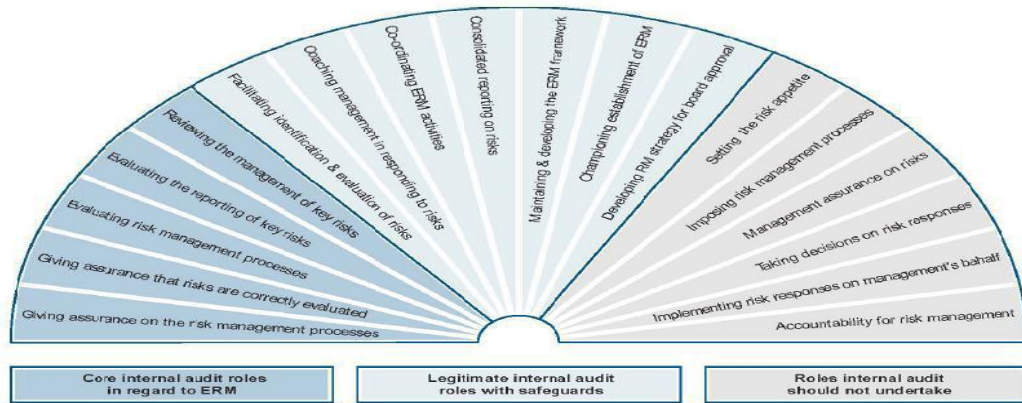 Giving assurance on the risk management processes
Giving assurance that risks are correctly evaluated
Evaluating risk management processes
Evaluating the reporting of key risks
Reviewing the management of key risks
Facilitating identification & evaluation of risks
Coaching management in responding to risks
Co-ordinating ERM activities
Consolidated reporting on risks
Maintaining & developing the ERM framework
Championing establishment of ERM
Developing RM strategy for board approval
Setting the risk appetite
Imposing risk management processes
Management assurance on risks
Taking decisions on risk responses
Implementing risk responses on management's behalf
Accountability for risk management
Core internal audit roles
in regard to ERM
Legitimate internal audit
roles with safeguards
Roles internal audit
should not undertake